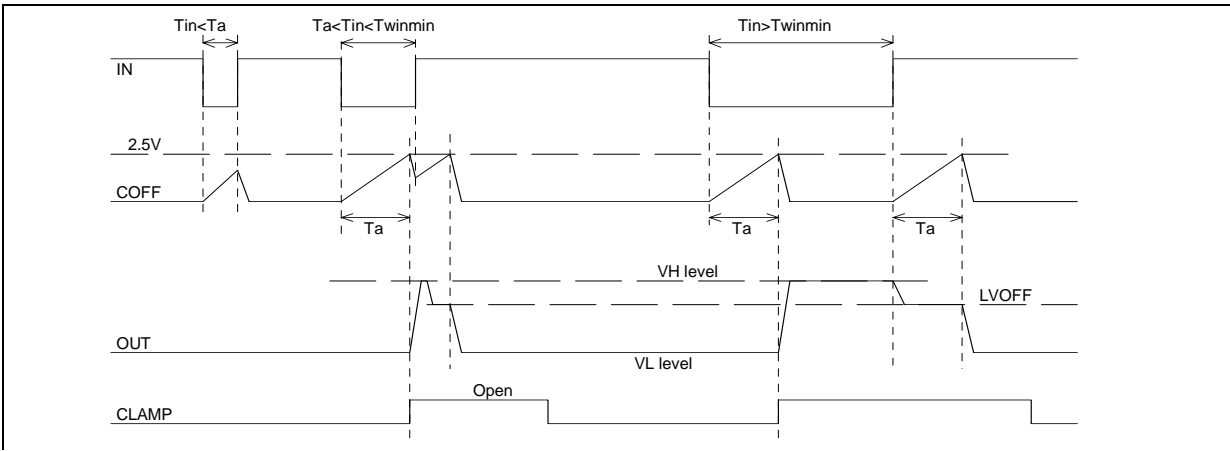 Tin<Ta
Ta<Tin<Twinmin
Tin>Twinmin
IN
2.5V
COFF
Ta
Ta
Ta
VH level
LVOFF
OUT
VL level
Open
CLAMP